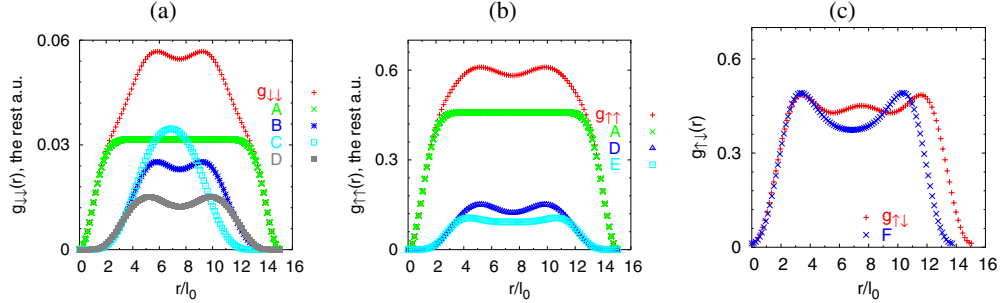 (a)
g↓↓(r), the rest a.u.
0.06
0.03
0
g↓↓
A
B
C
D
0 2 4 6 8 10 12 14 16
r/l0
(b)
g↑↑(r), the rest a.u.
0.6
0.3
0
g↑↑
A
D
E
0 2 4 6 8 10 12 14 16
r/l0
(c)
g↑↓(r)
0.6
0.3
0
g↑↓
F
0 2 4 6 8 10 12 14 16
r/l0